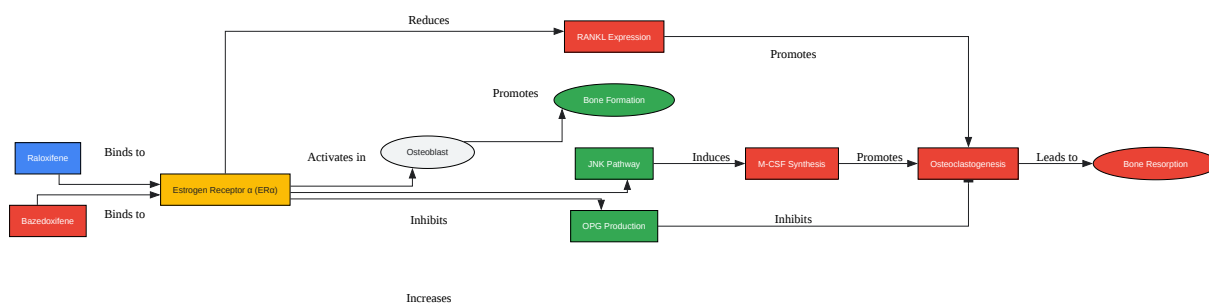 Reduces
RANKL Expression
Promotes
Promotes
Bone Formation
Raloxifene
Binds to
Activates in
Osteoblast
JNK Pathway
Induces
M-CSF Synthesis
Promotes
Osteoclastogenesis
Leads to
Bone Resorption
Estrogen Receptor α (ERα)
Bazedoxifene
Binds to
Inhibits
OPG Production
Inhibits
Increases